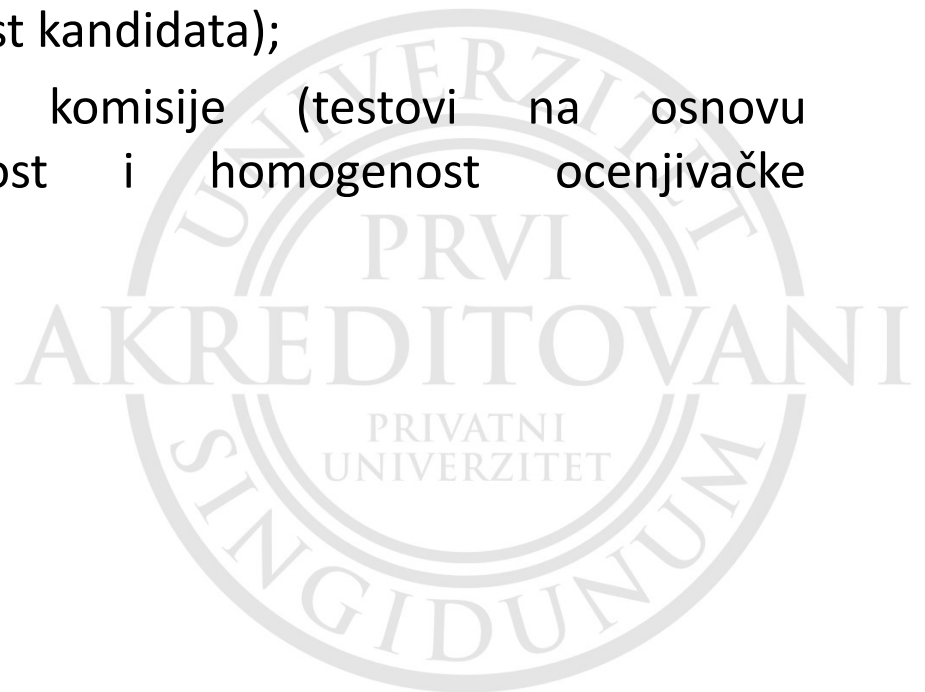 st kandidata);
komisije (testovi na osnovu
ost i homogenost ocenjivačke
UNIVERZITET
PRVI
AKREDITOVANI
PRIVATNI
UNIVERZITET
SINGIDUNUM